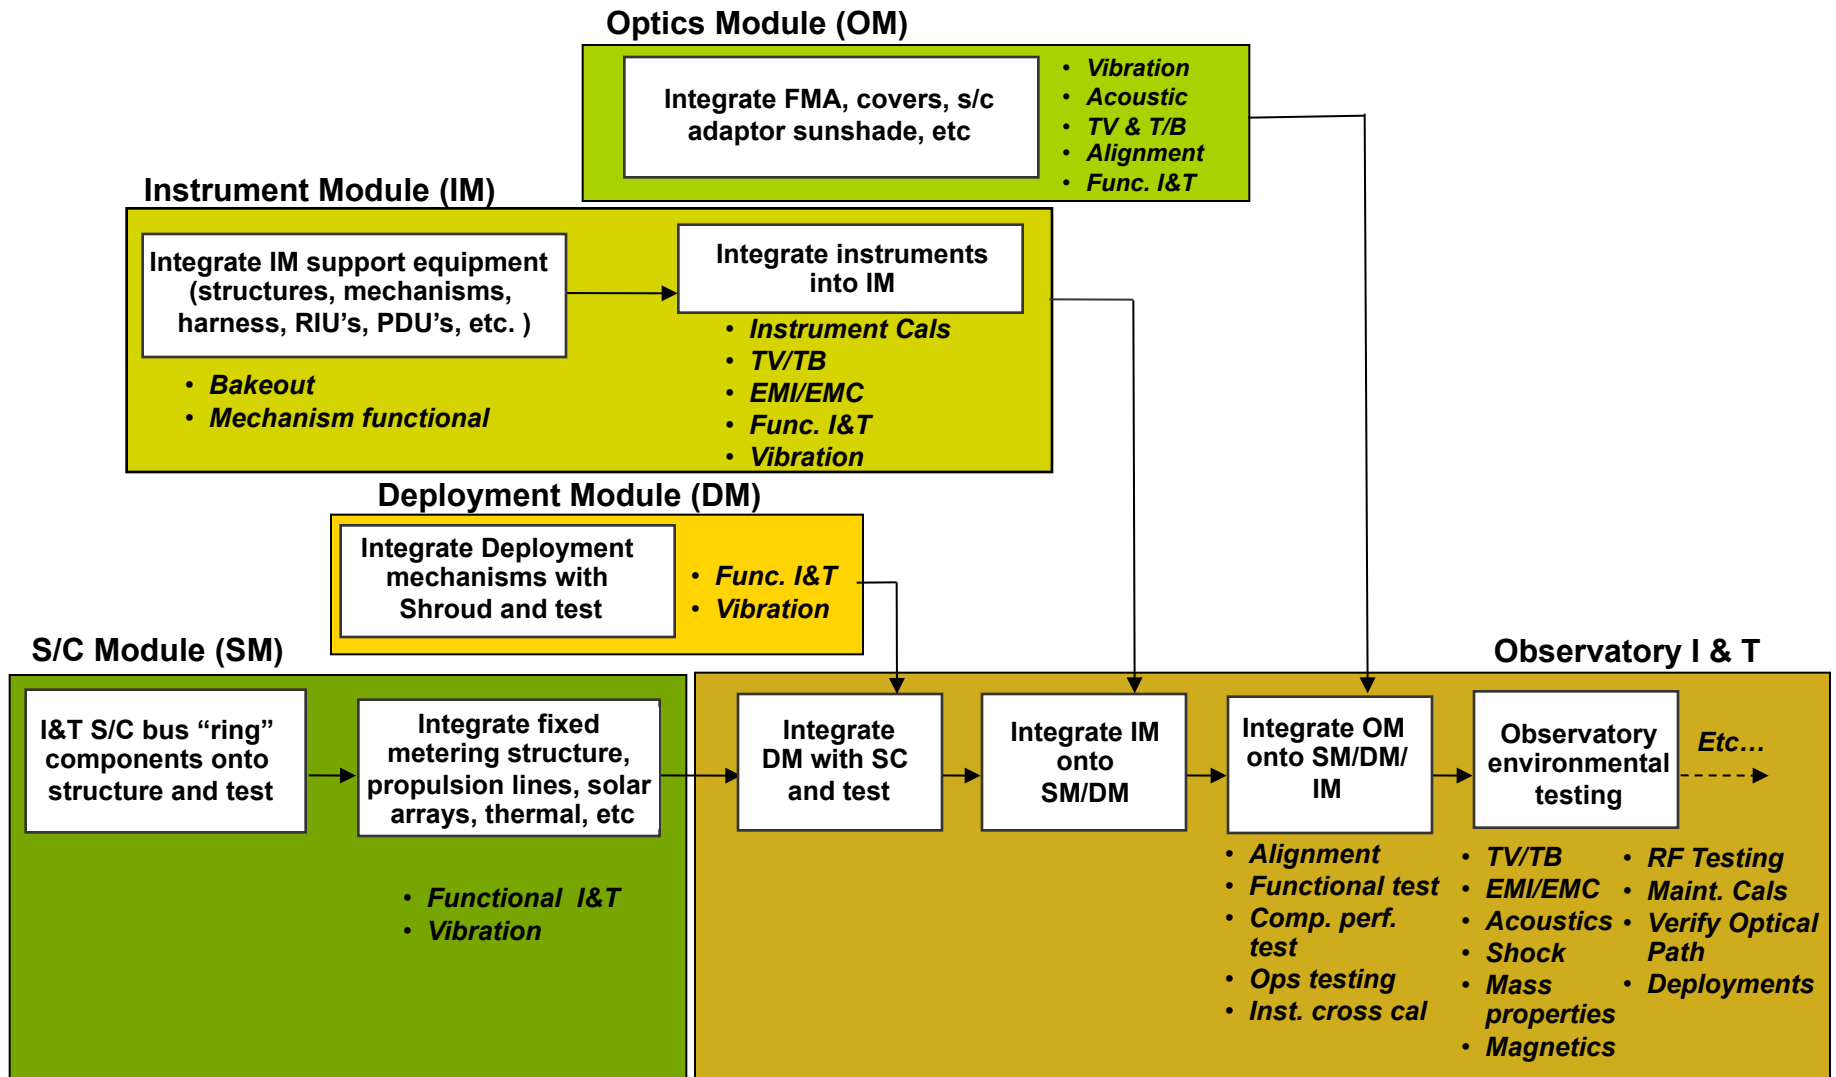 Optics Module (OM)
Integrate FMA, covers, s/c
adaptor sunshade, etc
• Vibration
• Acoustic
• TV & T/B
• Alignment
• Func. I&T
Instrument Module (IM)
Integrate IM support equipment
(structures, mechanisms,
harness, RIU's, PDU's, etc. )
• Bakeout
• Mechanism functional
Integrate instruments
into IM
• Instrument Cals
• TV/TB
• EMI/EMC
• Func. I&T
• Vibration
Deployment Module (DM)
Integrate Deployment
mechanisms with
Shroud and test
• Func. I&T
• Vibration
S/C Module (SM)
I&T S/C bus “ring”
components onto
structure and test
Integrate fixed
metering structure,
propulsion lines, solar
arrays, thermal, etc
• Functional I&T
• Vibration
Observatory I & T
Integrate
DM with SC
and test
Integrate IM
onto
SM/DM
Integrate OM
onto SM/DM/
IM
• Alignment
• Functional test
• Comp. perf.
test
• Ops testing
• Inst. cross cal
Observatory
environmental
testing
Etc…
• TV/TB
• EMI/EMC
• Acoustics
• Shock
• Mass
properties
• Magnetics
• RF Testing
• Maint. Cals
• Verify Optical
Path
• Deployments